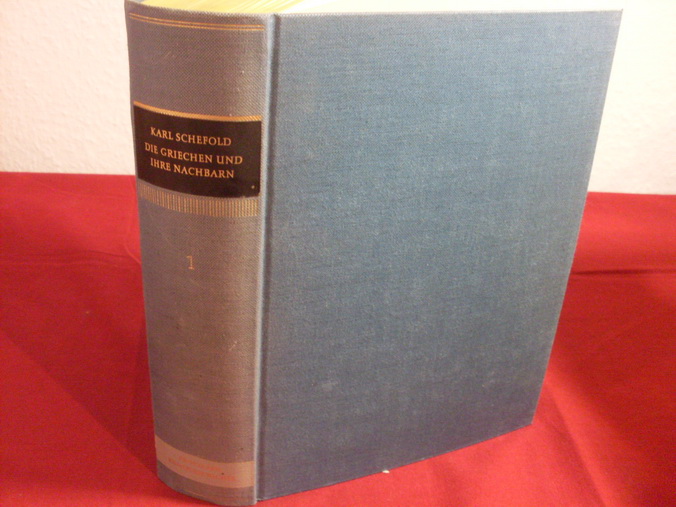 KARL SCHEFOLD
DIE GRIECHEN UND
IHRE NACHBARN
1